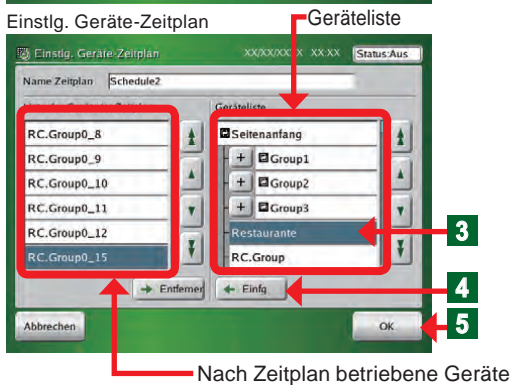 Einstlg. Geräte-Zeitplan
Geräteliste
Einstlg. Geräte-Zeitplan
XX/XX/XX X XX:XX
Status:Aus
Name Zeitplan
Schedule2
Geräteliste
RC.Group0_8
RC.Group0_9
RC.Group0_10
RC.Group0_11
RC.Group0_12
RC.Group0_15
Seitenanfang
+ Group1
+ Group2
+ Group3
Restaurante
RC.Group
3
Entfernen
Einfg.
4
Abbrechen
OK
5
Nach Zeitplan betriebene Geräte